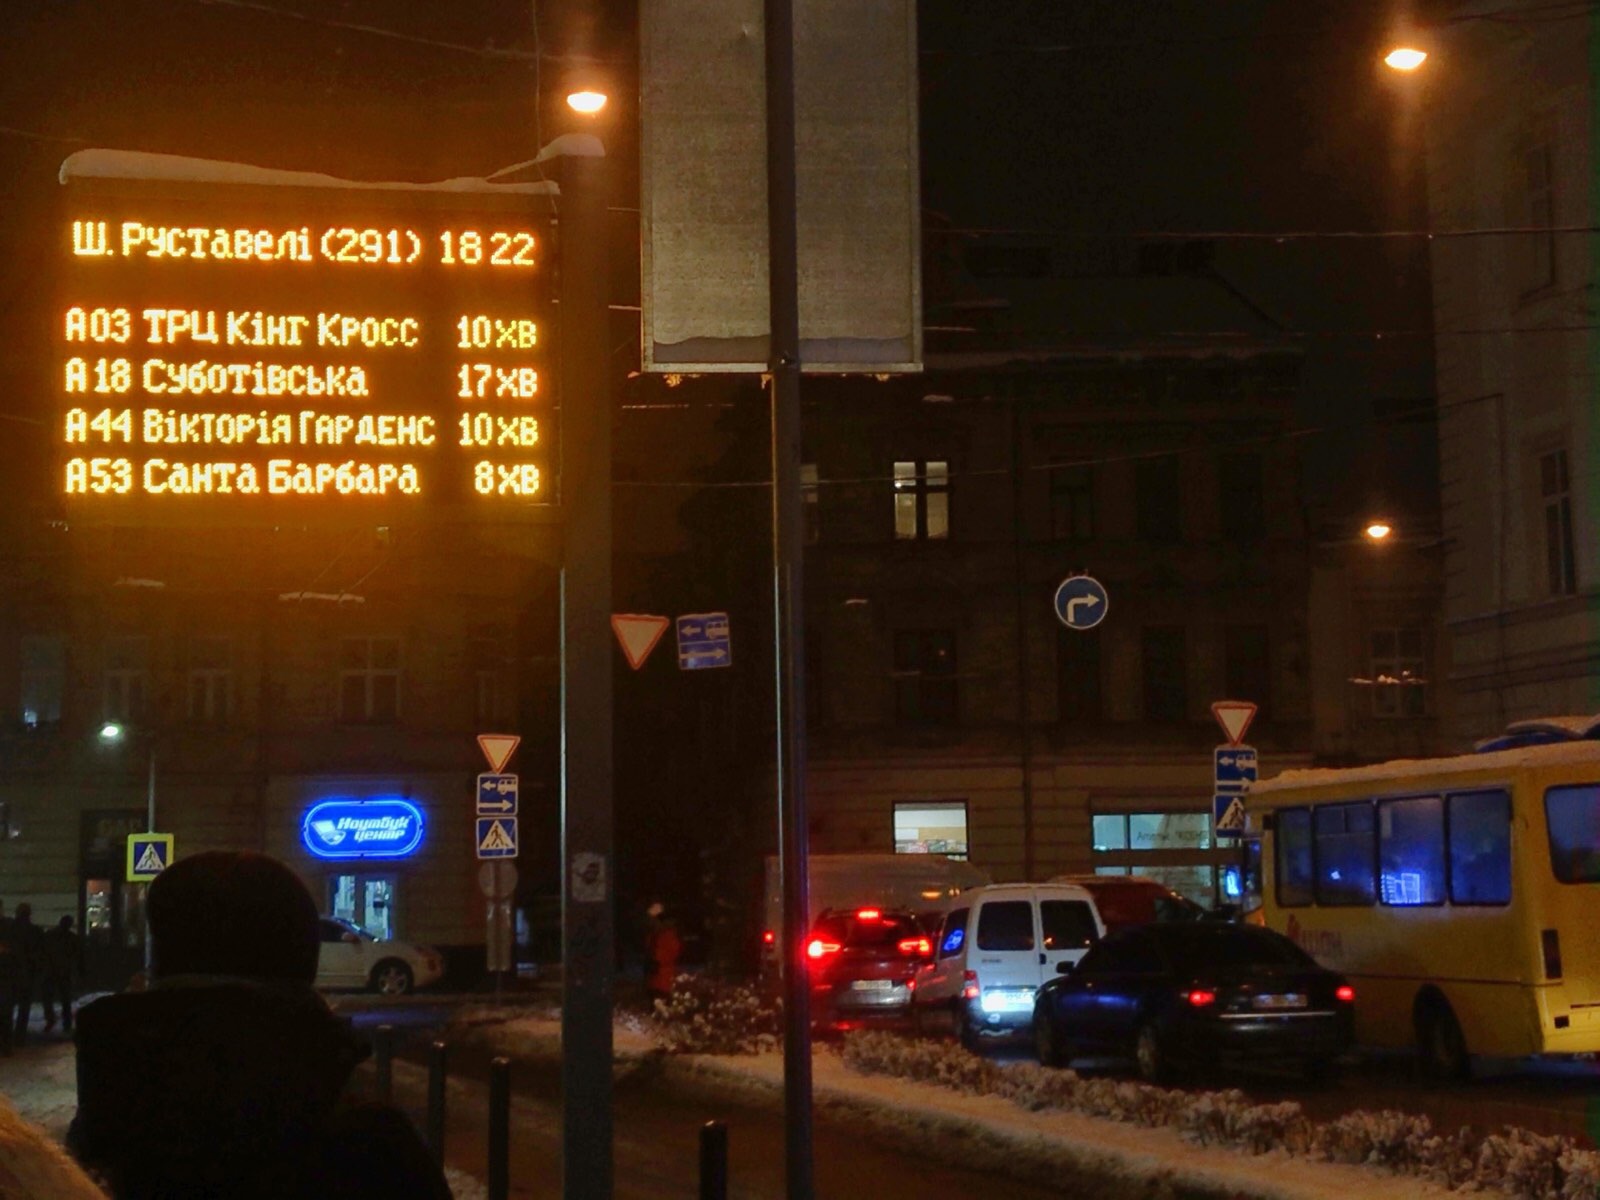 Ш. Руставелі (291) 18 22
А03 ТРЦ Кінг Кросс 10хв
А18 Суботівська 17хв
А44 Вікторія Гарденс 10хв
А53 Санта Барбара 8хв
Ноутбук
центр